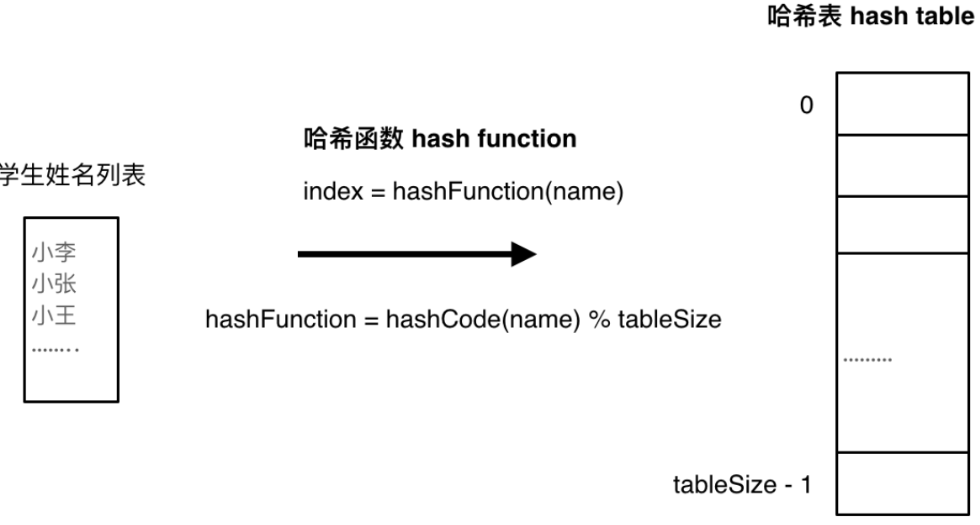 哈希表 hash table
0
哈希函数 hash function
学生姓名列表
index = hashFunction(name)
小李
小张
小王
........
hashFunction = hashCode(name) % tableSize
.........
tableSize - 1